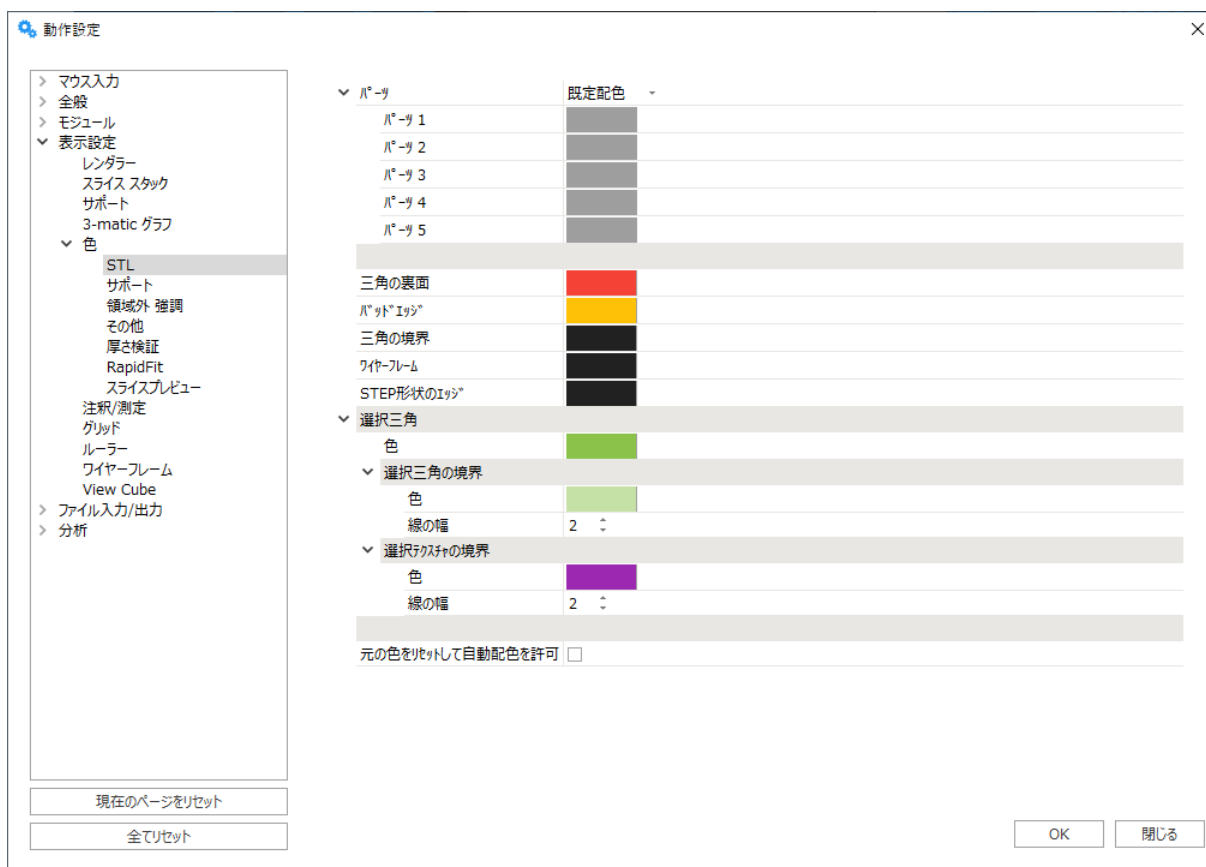 動作設定
マウス入力
全般
モジュール
表示設定
レンダラー
スライス スタック
サポート
3-matic グラフ
色
STL
サポート
領域外 強調
その他
厚さ検証
RapidFit
スライスプレビュー
注釈/測定
グリッド
ルーラー
ワイヤーフレーム
View Cube
ファイル入力/出力
分析
現在のページをリセット
全てリセット
ﾊﾟｰﾂ 既定配色
ﾊﾟｰﾂ 1
ﾊﾟｰﾂ 2
ﾊﾟｰﾂ 3
ﾊﾟｰﾂ 4
ﾊﾟｰﾂ 5
三角の裏面
ﾊﾞｯﾄﾞｴｯｼﾞ
三角の境界
ﾜｲﾔｰﾌﾚｰﾑ
STEP形状のｴｯｼﾞ
選択三角
色
選択三角の境界
色
線の幅 2
選択ﾃｸｽﾁｬの境界
色
線の幅 2
元の色をﾘｾｯﾄして自動配色を許可
OK 閉じる